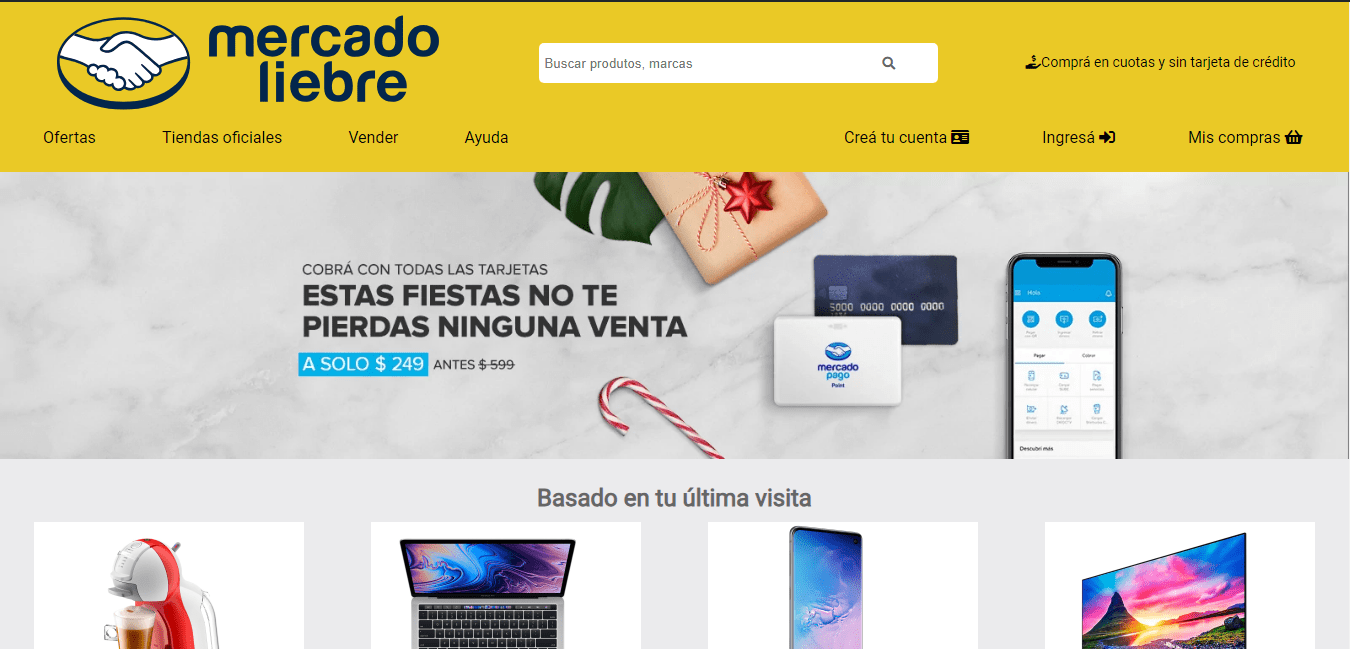 mercado
liebre
Buscar produtos, marcas
Comprá en cuotas y sin tarjeta de crédito
Ofertas
Tiendas oficiales
Vender
Ayuda
Creá tu cuenta
Ingresá
Mis compras
COBRÁ CON TODAS LAS TARJETAS
ESTAS FIESTAS NO TE
PIERDAS NINGUNA VENTA
A SOLO $ 249 ANTES $ 599
5000 0000 0000 0000
mercado
pago
Point
Hola
Pagar
Cobrar
Descubrí más
Basado en tu última visita